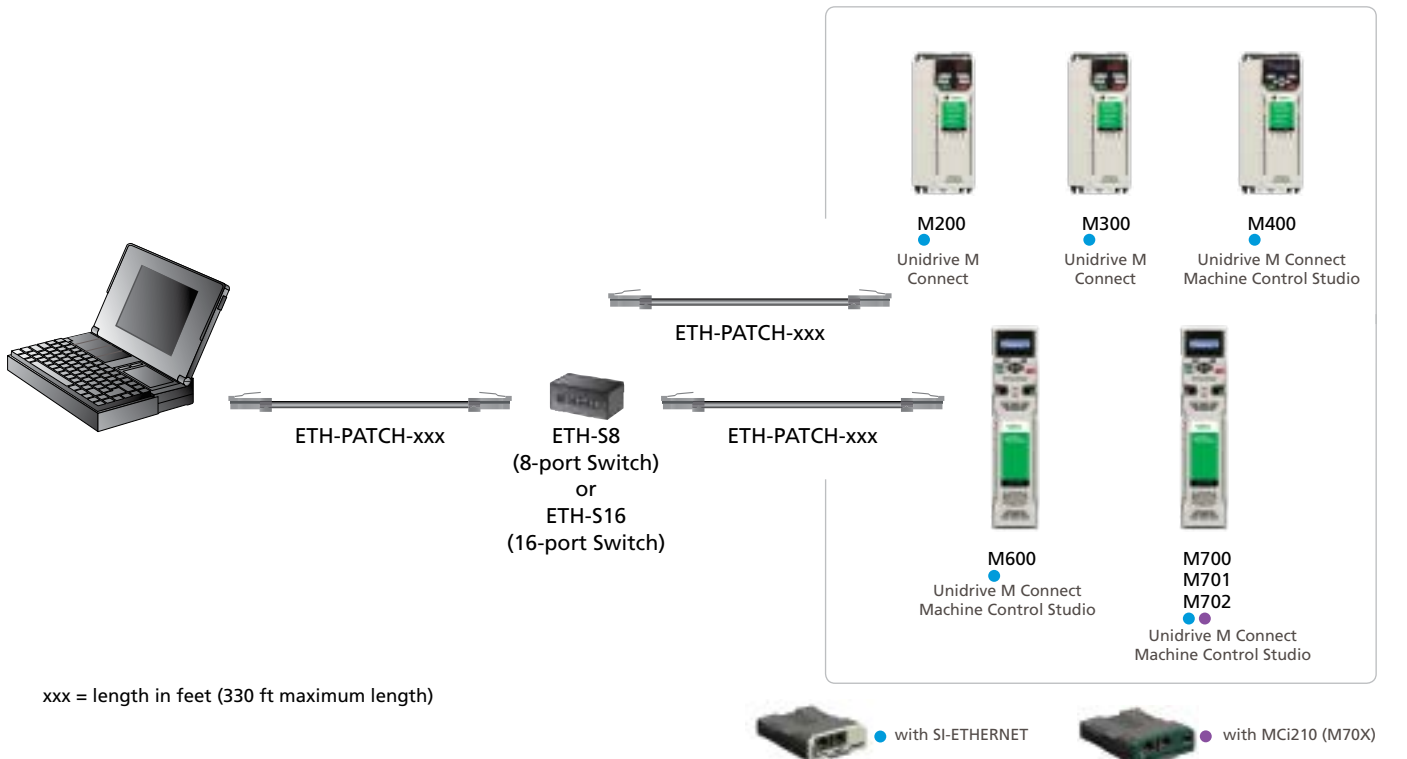 M200
Unidrive M
Connect
M300
Unidrive M
Connect
M400
Unidrive M Connect
Machine Control Studio
ETH-PATCH-xxx
ETH-PATCH-xxx
ETH-S8
(8-port Switch)
or
ETH-S16
(16-port Switch)
ETH-PATCH-xxx
M600
Unidrive M Connect
Machine Control Studio
M700
M701
M702
Unidrive M Connect
Machine Control Studio
xxx = length in feet (330 ft maximum length)
with SI-ETHERNET
with MCi210 (M70X)